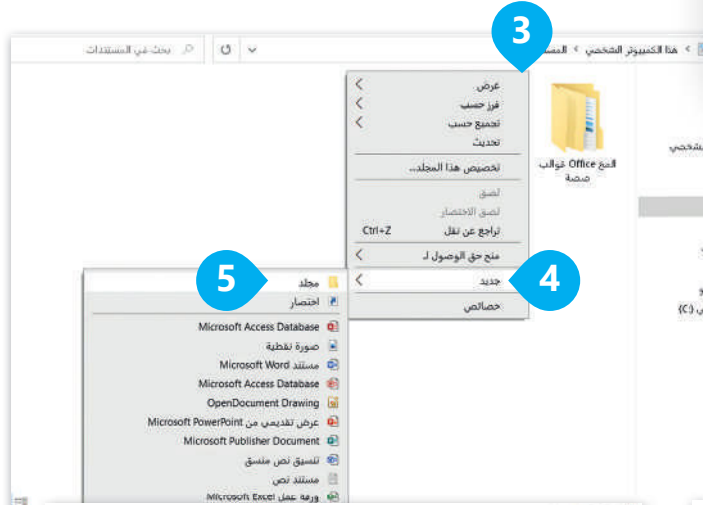 3
هذا الكمبيوتر الشخصي
بحث في المستندات
عرض
فرز حسب
تجميع حسب
تحديث
تخصيص هذا المجلد...
لصق
لصق الاختصار
تراجع عن نقل Ctrl+Z
منح حق الوصول لـ
جديد
4
خصائص
قوالب Office المخ
صصة
5
مجلد
اختصار
Microsoft Access Database
صورة نقطية
مستند Microsoft Word
Microsoft Access Database
OpenDocument Drawing
عرض تقديمي من Microsoft PowerPoint
Microsoft Publisher Document
تنسيق نص منسق
مستند نص
ورقة عمل Microsoft Excel
(C:)